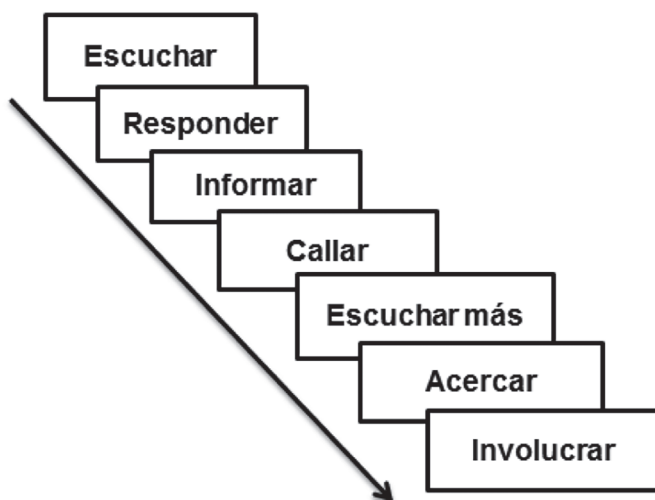 Escuchar
Responder
Informar
Callar
Escuchar más
Acercar
Involucrar